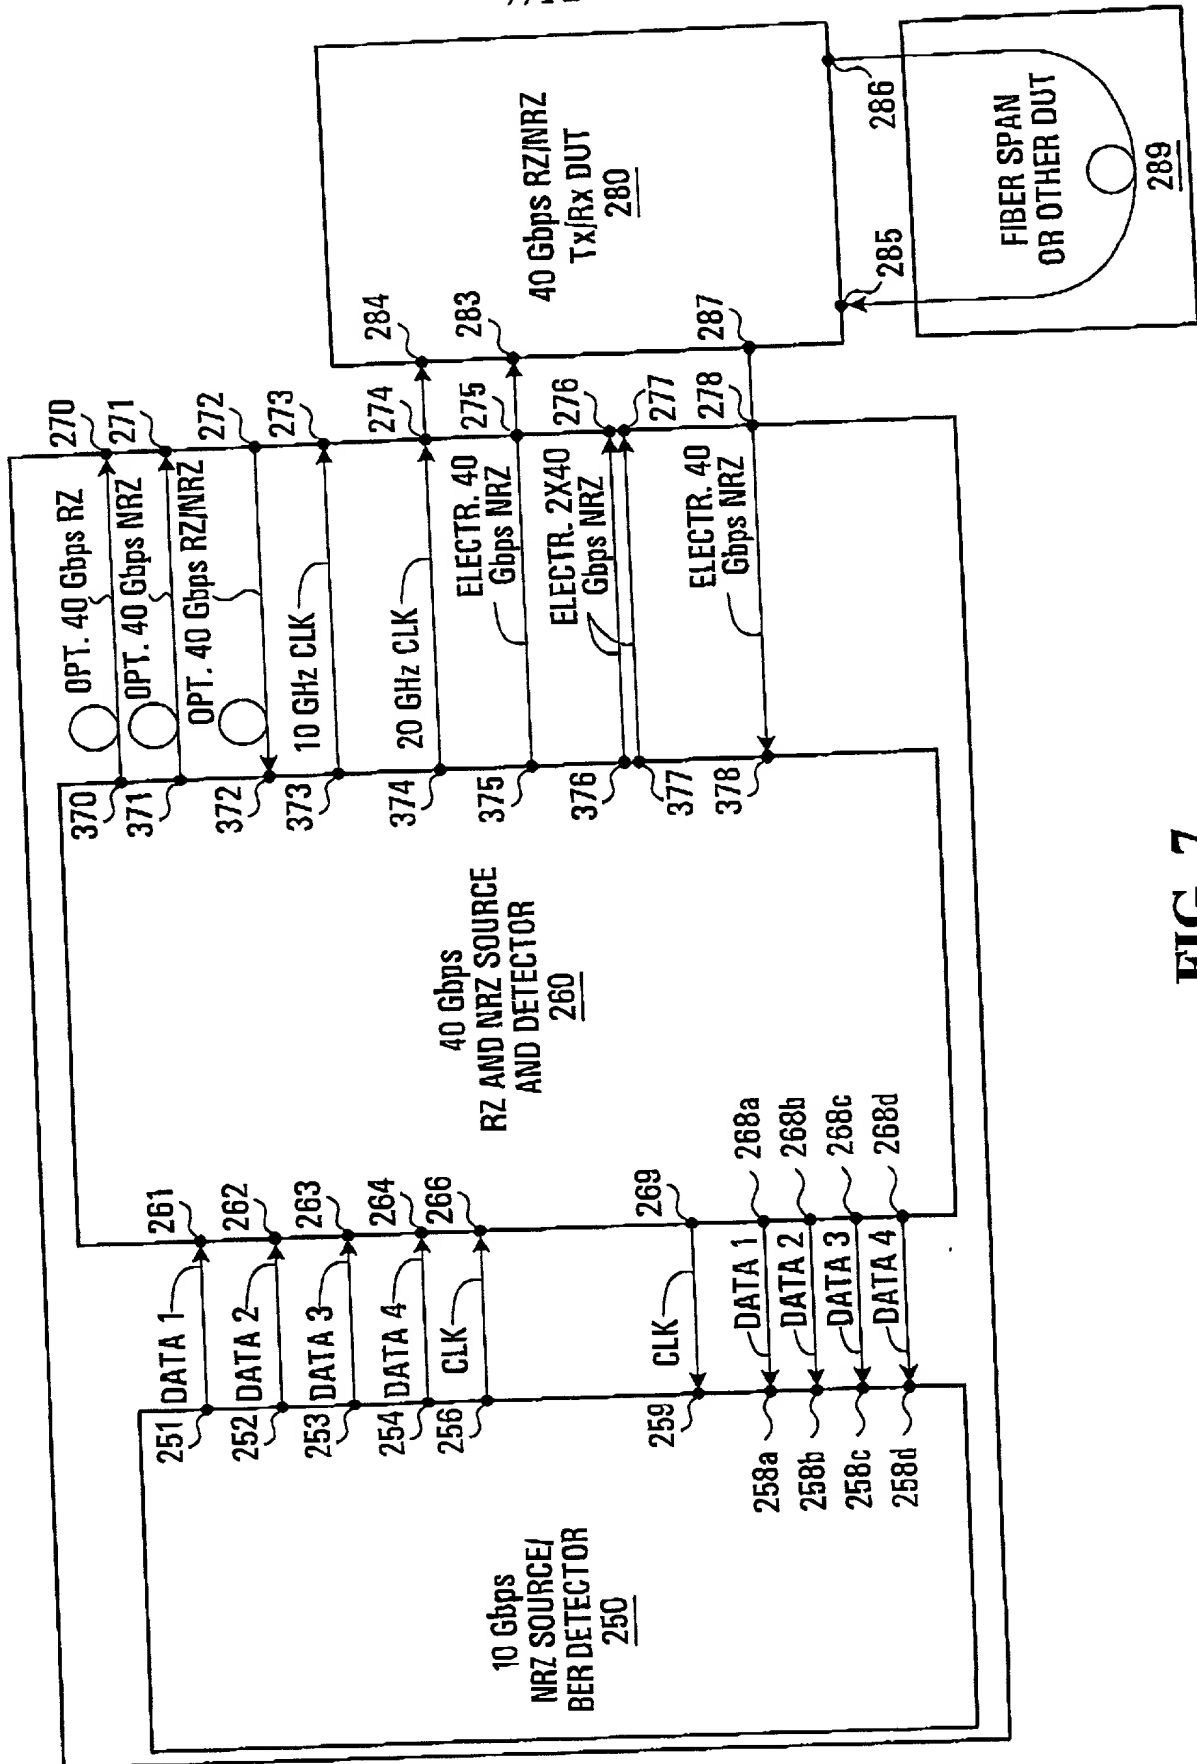 10 Gbps
NRZ SOURCE/
BER DETECTOR
250
251
DATA 1
261
252
DATA 2
262
253
DATA 3
263
254
DATA 4
264
256
CLK
266
259
CLK
269
258a
DATA 1
268a
258b
DATA 2
268b
258c
DATA 3
268c
258d
DATA 4
268d
40 Gbps
RZ AND NRZ SOURCE
AND DETECTOR
260
370
OPT. 40 Gbps RZ
270
371
OPT. 40 Gbps NRZ
271
372
OPT. 40 Gbps RZ/NRZ
272
373
10 GHz CLK
273
374
20 GHz CLK
274
284
375
ELECTR. 40
Gbps NRZ
275
283
376
377
ELECTR. 2X40
Gbps NRZ
276
277
378
ELECTR. 40
Gbps NRZ
278
287
40 Gbps RZ/NRZ
Tx/Rx DUT
280
285
286
FIBER SPAN
OR OTHER DUT
289
FIG. 7